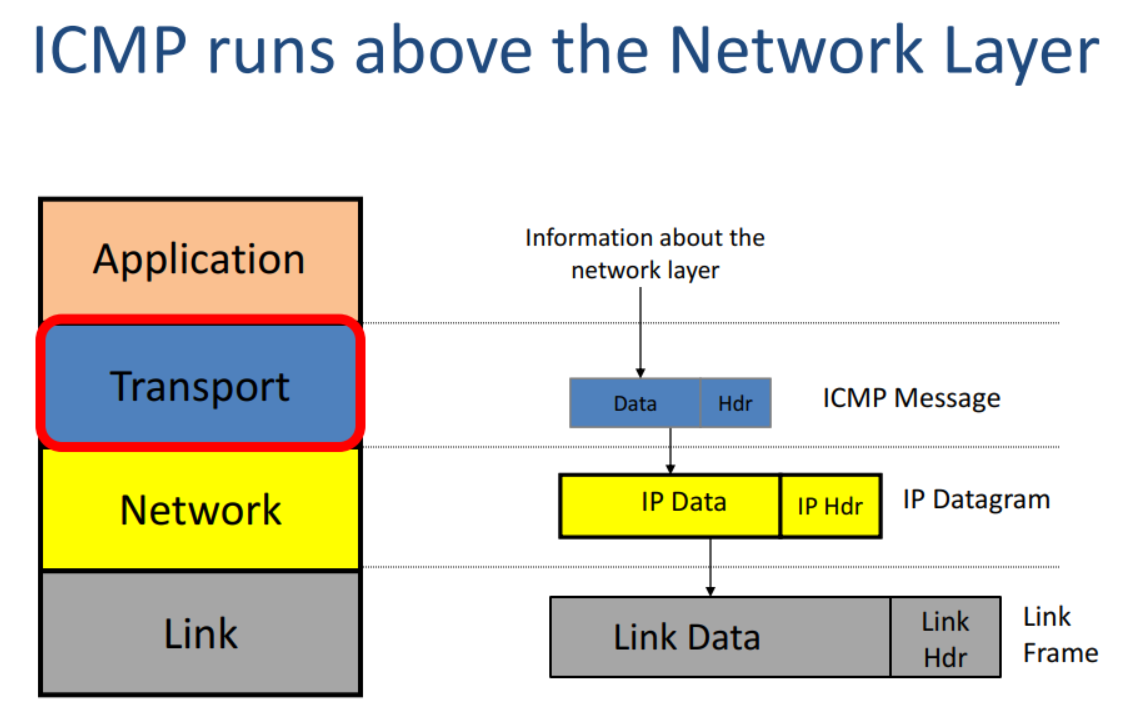 ICMP runs above the Network Layer
Application
Transport
Network
Link
Information about the
network layer
Data
Hdr
ICMP Message
IP Data
IP Hdr
IP Datagram
Link Data
Link
Hdr
Link
Frame